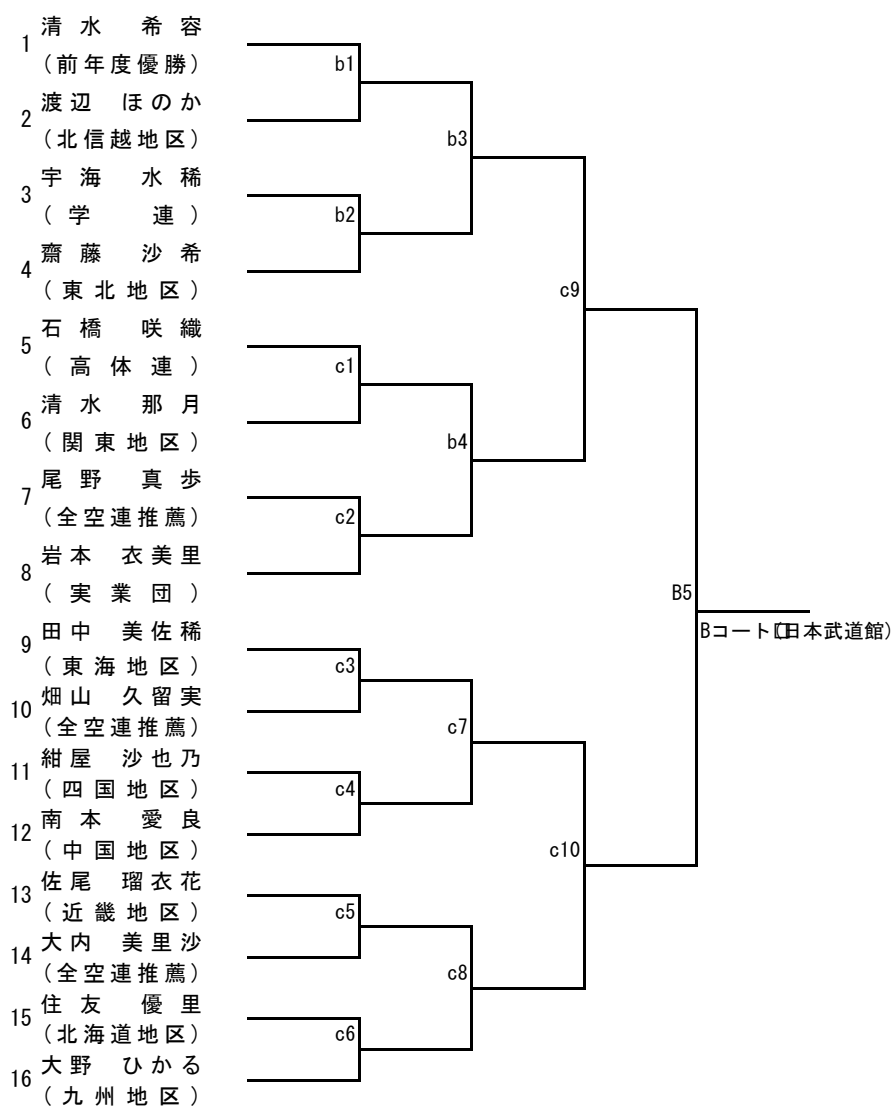 1 清水 希容
（前年度優勝）
b1
2 渡辺 ほのか
（北信越地区）
b3
3 宇海 水稀
（学 連）
b2
4 齋藤 沙希
（東北地区）
c9
5 石橋 咲織
（高体連）
c1
6 清水 那月
（関東地区）
b4
7 尾野 真歩
（全空連推薦）
c2
8 岩本 衣美里
（実業団）
B5
Bコート
日本武道館）
9 田中 美佐稀
（東海地区）
c3
10 畑山 久留実
（全空連推薦）
c7
11 紺屋 沙也乃
（四国地区）
c4
12 南本 愛良
（中国地区）
c10
13 佐尾 瑠衣花
（近畿地区）
c5
14 大内 美里沙
（全空連推薦）
c8
15 住友 優里
（北海道地区）
c6
16 大野 ひかる
（九州地区）